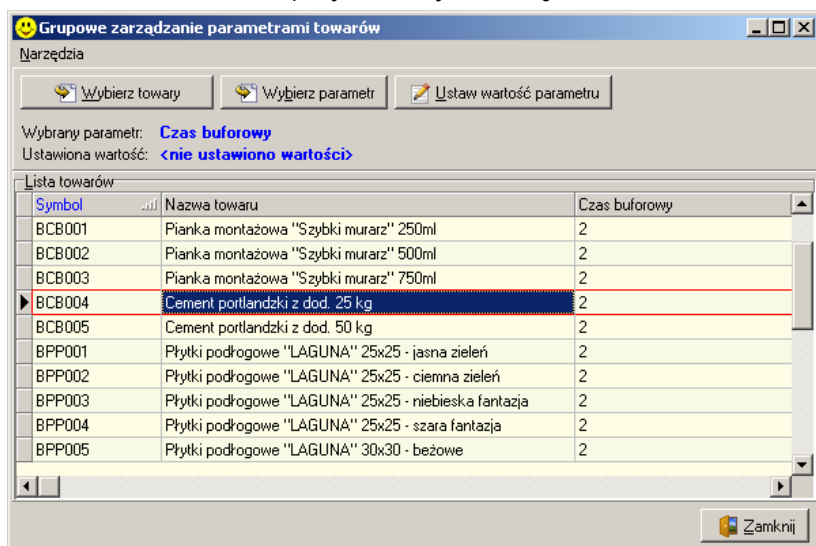 Grupowe zarządzanie parametrami towarów
Narzędzia
Wybierz towary Wybierz parametr Ustaw wartość parametru
Wybrany parametr: Czas buforowy
Ustawiona wartość: <nie ustawiono wartości>
Lista towarów
Symbol Nazwa towaru Czas buforowy
BCB001 Pianka montażowa "Szybki murarz" 250ml 2
BCB002 Pianka montażowa "Szybki murarz" 500ml 2
BCB003 Pianka montażowa "Szybki murarz" 750ml 2
BCB004 Cement portlandzki z dod. 25 kg 2
BCB005 Cement portlandzki z dod. 50 kg 2
BPP001 Płytki podłogowe "LAGUNA" 25x25 - jasna zieleń 2
BPP002 Płytki podłogowe "LAGUNA" 25x25 - ciemna zieleń 2
BPP003 Płytki podłogowe "LAGUNA" 25x25 - niebieska fantazja 2
BPP004 Płytki podłogowe "LAGUNA" 25x25 - szara fantazja 2
BPP005 Płytki podłogowe "LAGUNA" 30x30 - beżowe 2
Zamknij